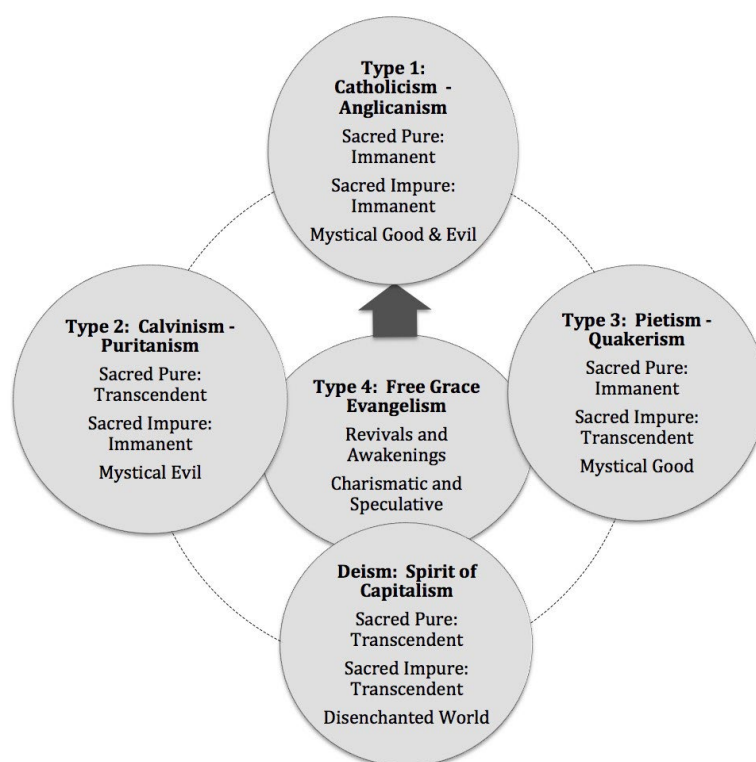 Type 1:
Catholicism -
Anglicanism
Sacred Pure:
Immanent
Sacred Impure:
Immanent
Mystical Good & Evil
Type 2: Calvinism -
Puritanism
Sacred Pure:
Transcendent
Sacred Impure:
Immanent
Mystical Evil
Type 4: Free Grace
Evangelism
Revivals and
Awakenings
Charismatic and
Speculative
Type 3: Pietism -
Quakerism
Sacred Pure:
Immanent
Sacred Impure:
Transcendent
Mystical Good
Deism: Spirit of
Capitalism
Sacred Pure:
Transcendent
Sacred Impure:
Transcendent
Disenchanted World